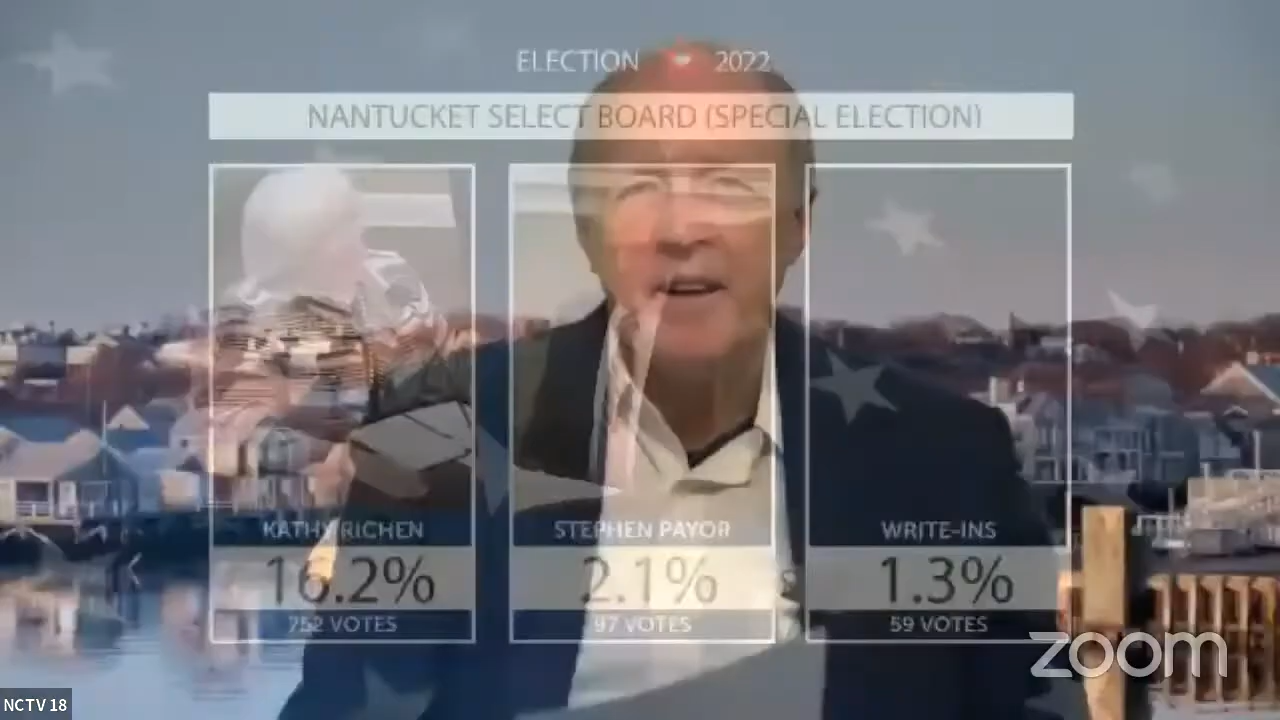 ELECTION 2022
NANTUCKET SELECT BOARD (SPECIAL ELECTION)
KATHY RICHEN
16.2%
752 VOTES
STEPHEN PAYOR
2.1%
97 VOTES
WRITE-INS
1.3%
59 VOTES
zoom
NCTV 18